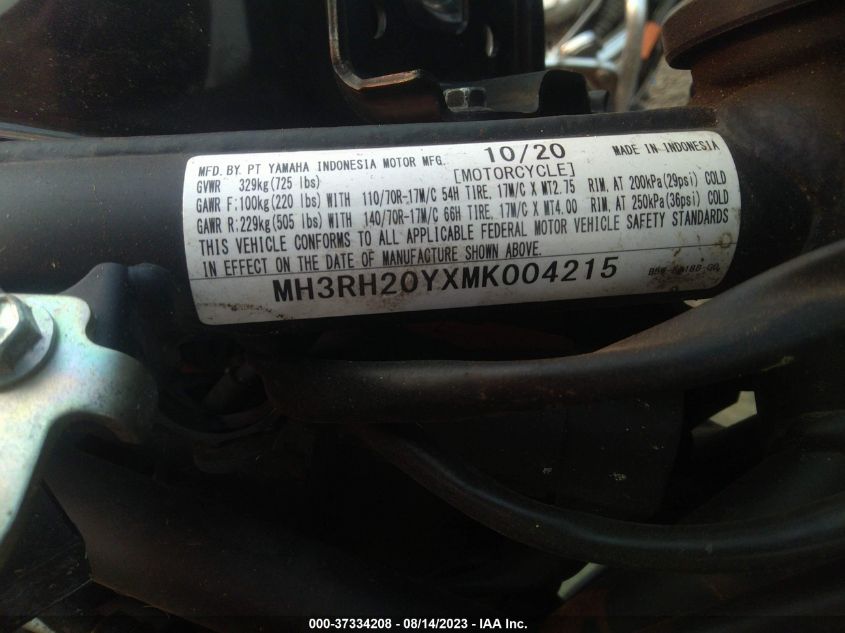 MFD. BY. PT YAMAHA INDONESIA MOTOR MFG. 10/20 MADE IN INDONESIA
GVWR 329kg(725 lbs) [MOTORCYCLE]
GAWR F:100kg(220 lbs) WITH 110/70R-17M/C 54H TIRE, 17M/C X MT2.75 RIM, AT 200kPa(29psi) COLD
GAWR R:229kg(505 lbs) WITH 140/70R-17M/C 66H TIRE, 17M/C X MT4.00 RIM, AT 250kPa(36psi) COLD
THIS VEHICLE CONFORMS TO ALL APPLICABLE FEDERAL MOTOR VEHICLE SAFETY STANDARDS
IN EFFECT ON THE DATE OF MANUFACTURE SHOWN ABOVE.
MH3RH20YXMK004215
000-37334208 - 08/14/2023 - IAA Inc.